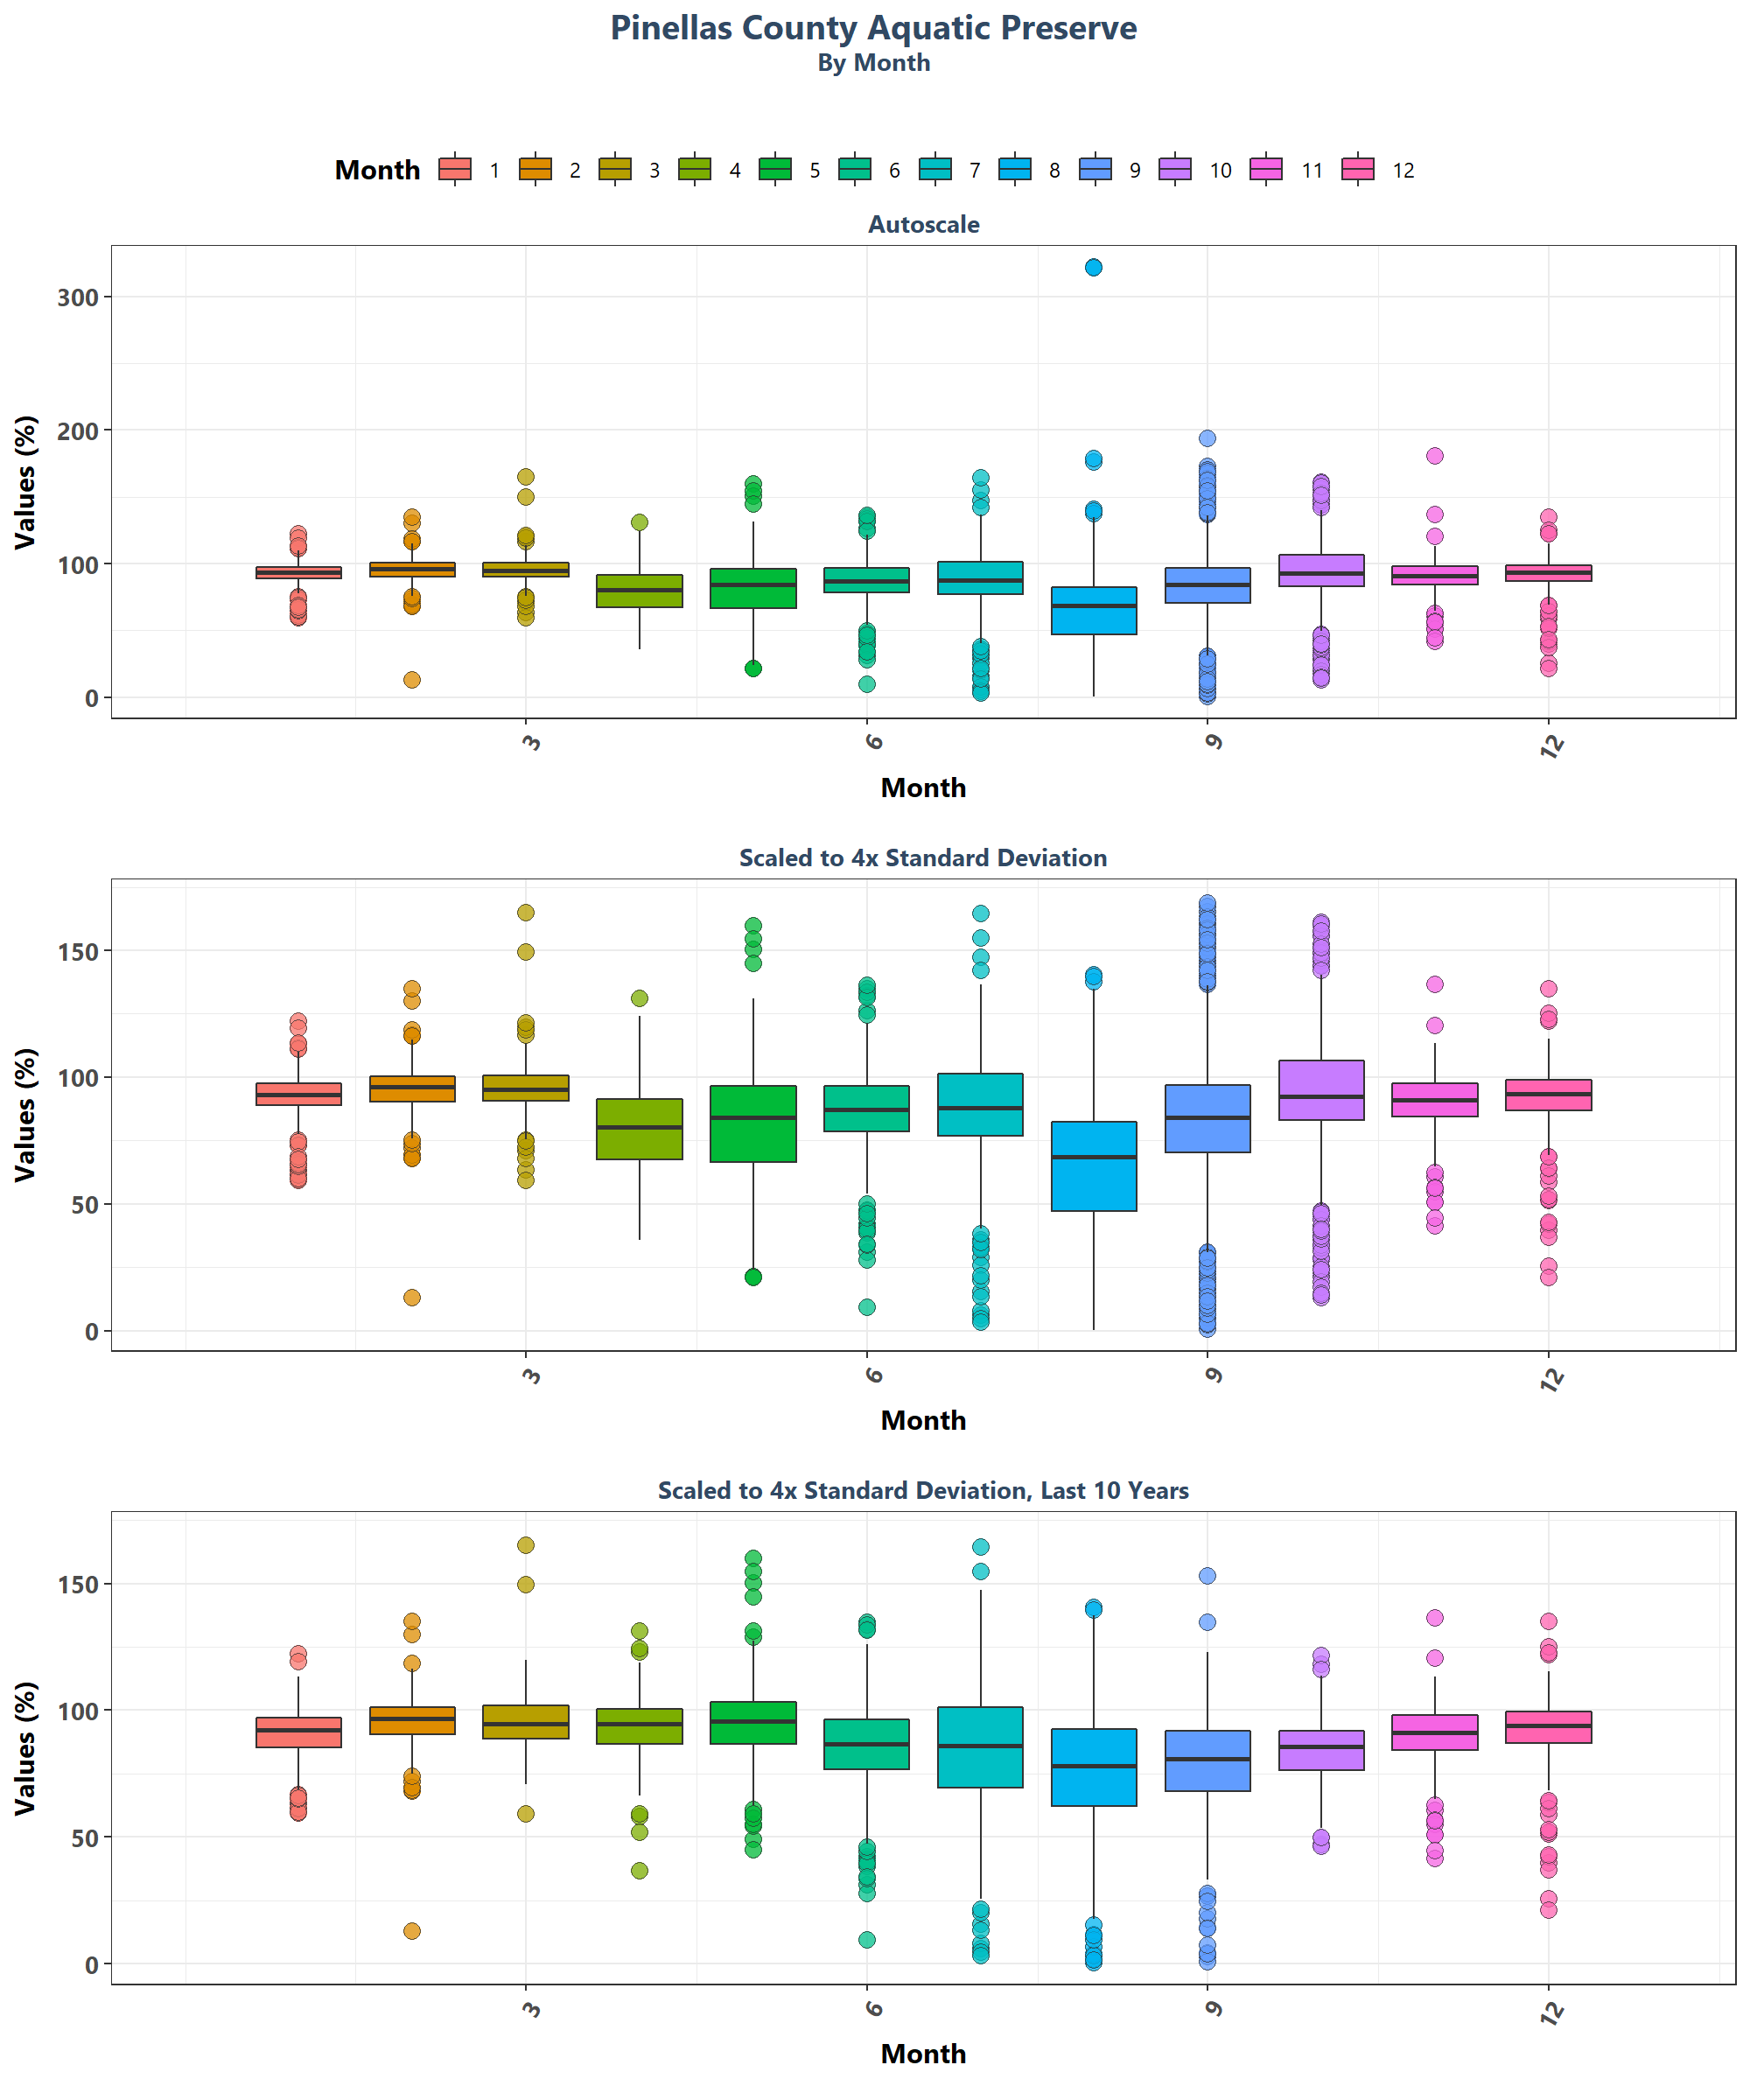 Pinellas County Aquatic Preserve
By Month
Month 1 2 3 4 5 6 7 8 9 10 11 12
Autoscale
Values (%)
300
200
100
0
3 6 9 12
Month
Scaled to 4x Standard Deviation
Values (%)
150
100
50
0
3 6 9 12
Month
Scaled to 4x Standard Deviation, Last 10 Years
Values (%)
150
100
50
0
3 6 9 12
Month